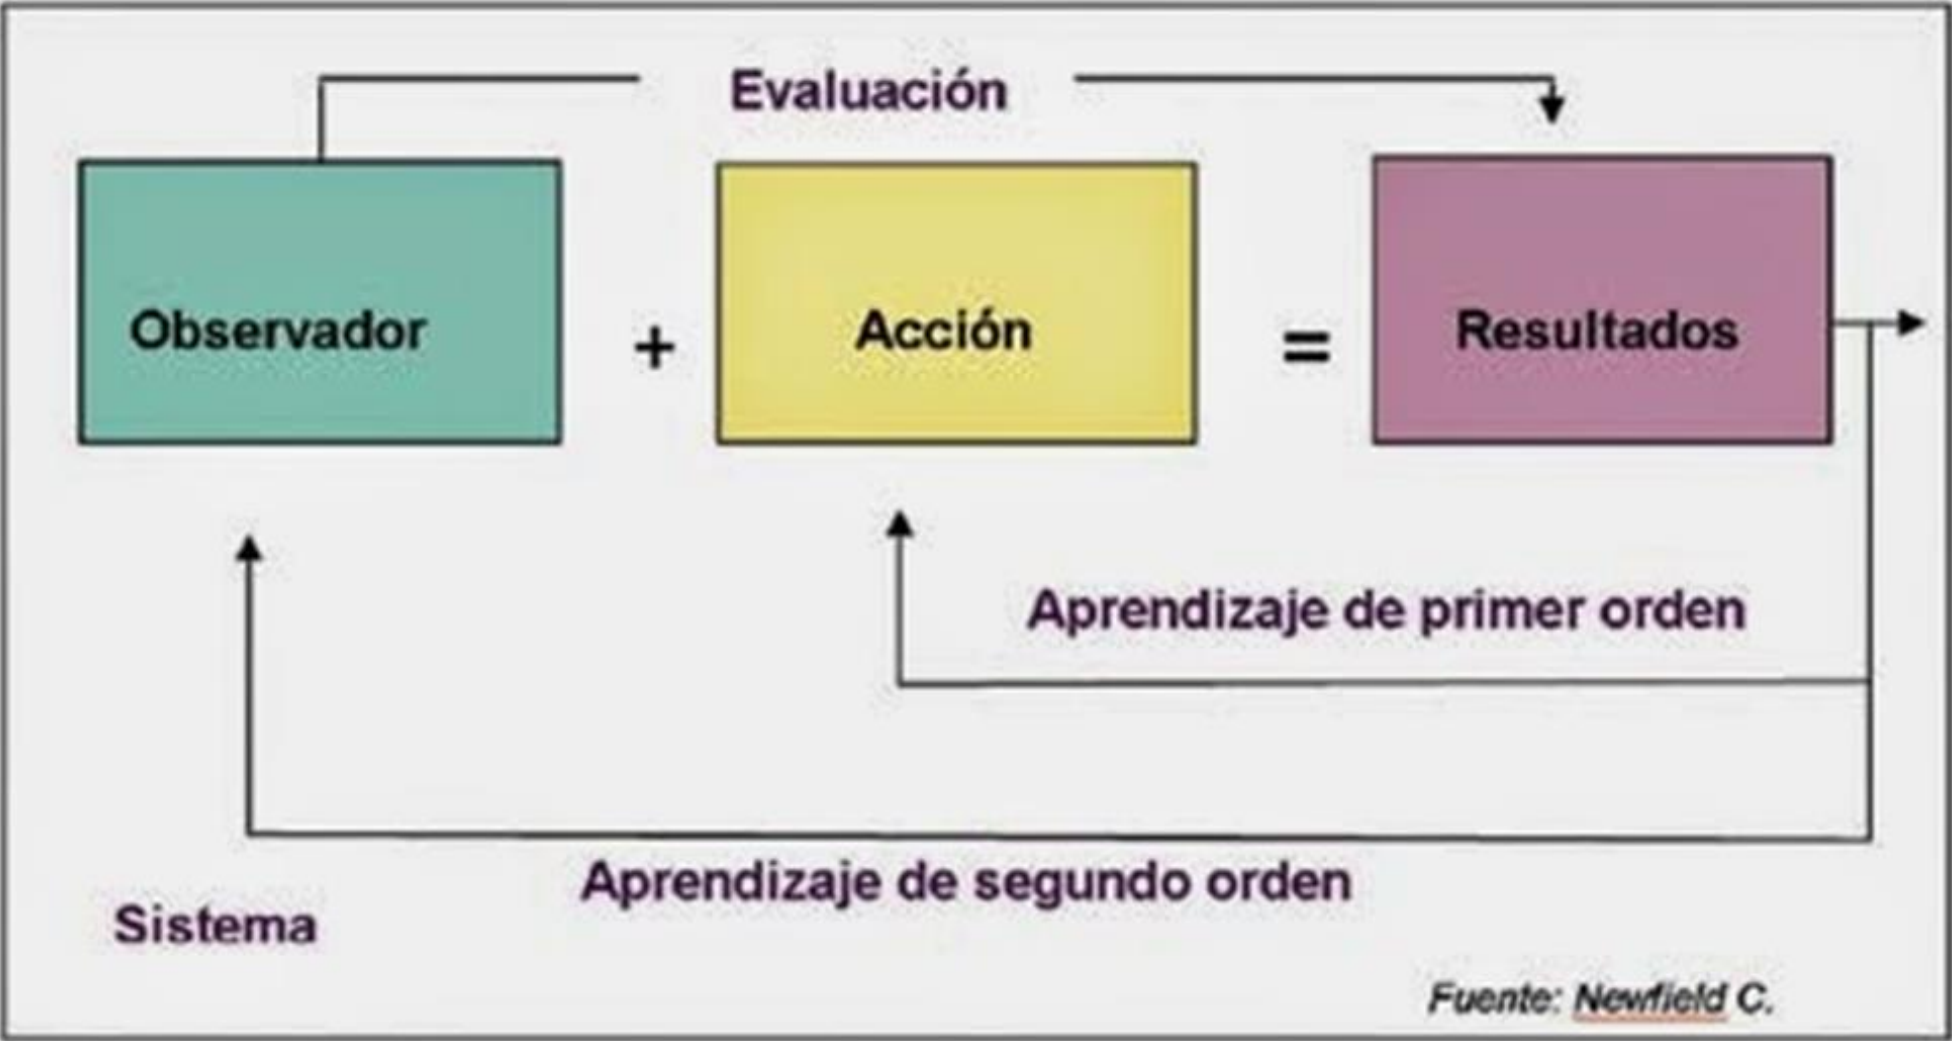 Evaluación
Observador + Acción = Resultados
Aprendizaje de primer orden
Aprendizaje de segundo orden
Sistema
Fuente: Newfield C.